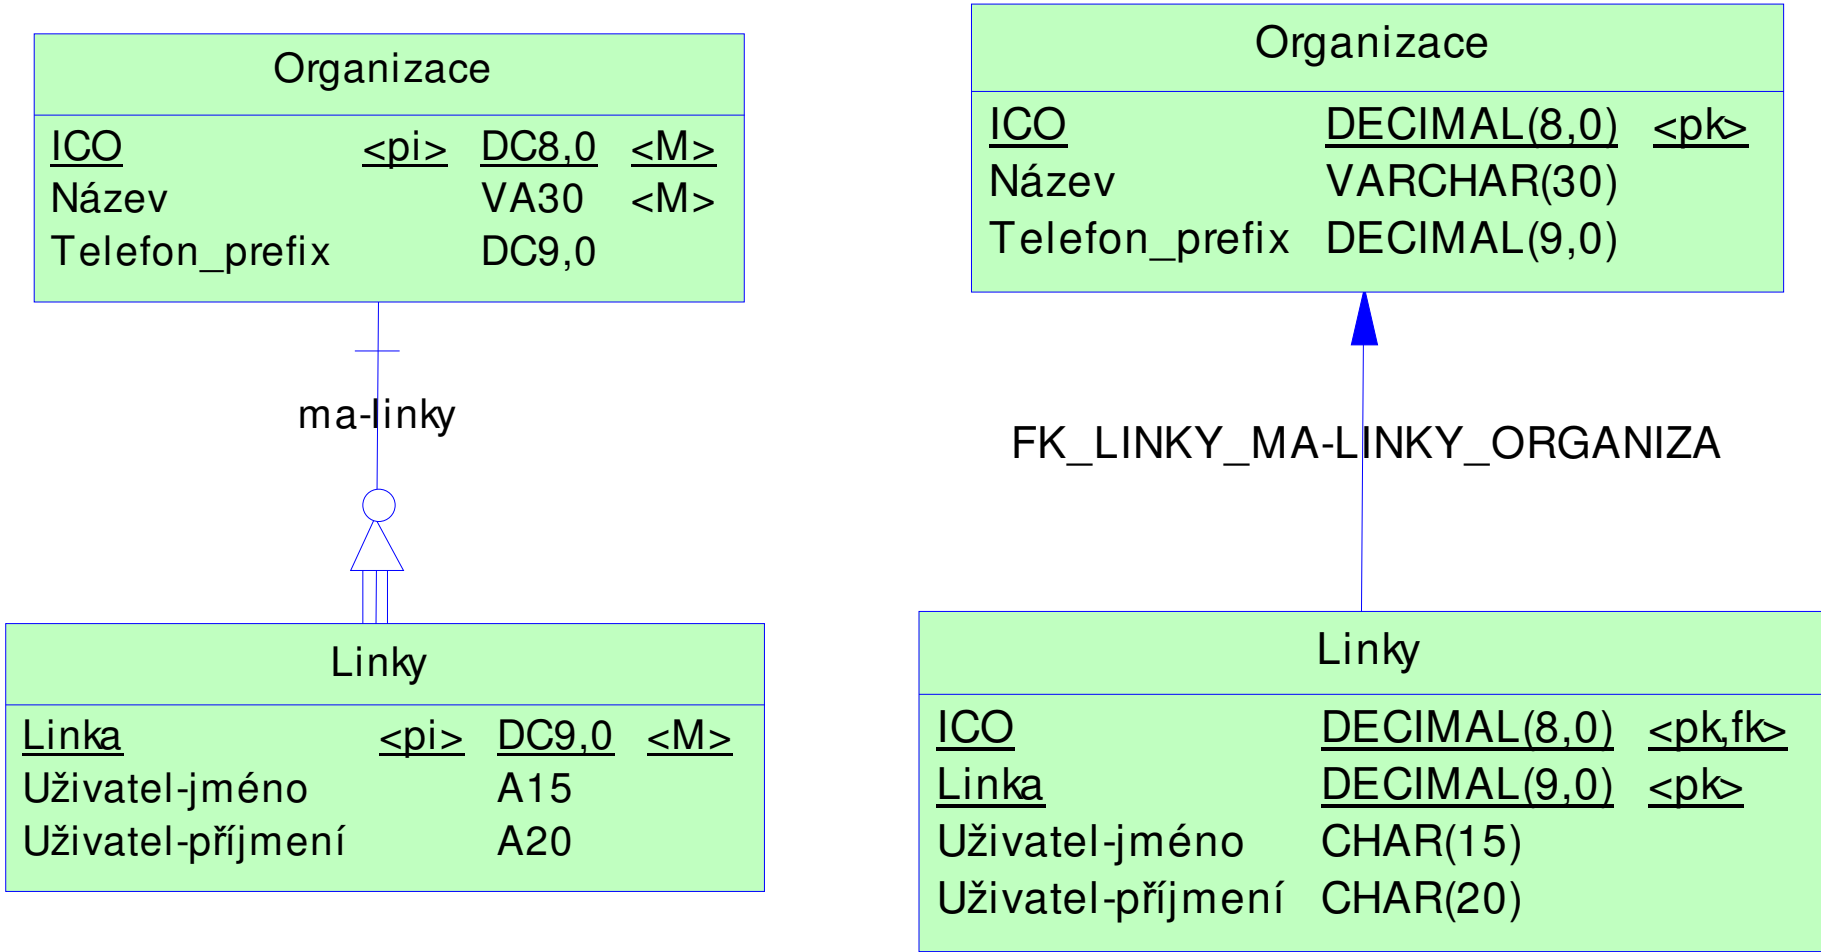 Organizace
ICO <pi> DC8,0 <M>
Název VA30 <M>
Telefon_prefix DC9,0
ma-linky
Linky
Linka <pi> DC9,0 <M>
Uživatel-jméno A15
Uživatel-příjmení A20
Organizace
ICO DECIMAL(8,0) <pk>
Název VARCHAR(30)
Telefon_prefix DECIMAL(9,0)
FK_LINKY_MA-LINKY_ORGANIZA
Linky
ICO DECIMAL(8,0) <pk,fk>
Linka DECIMAL(9,0) <pk>
Uživatel-jméno CHAR(15)
Uživatel-příjmení CHAR(20)